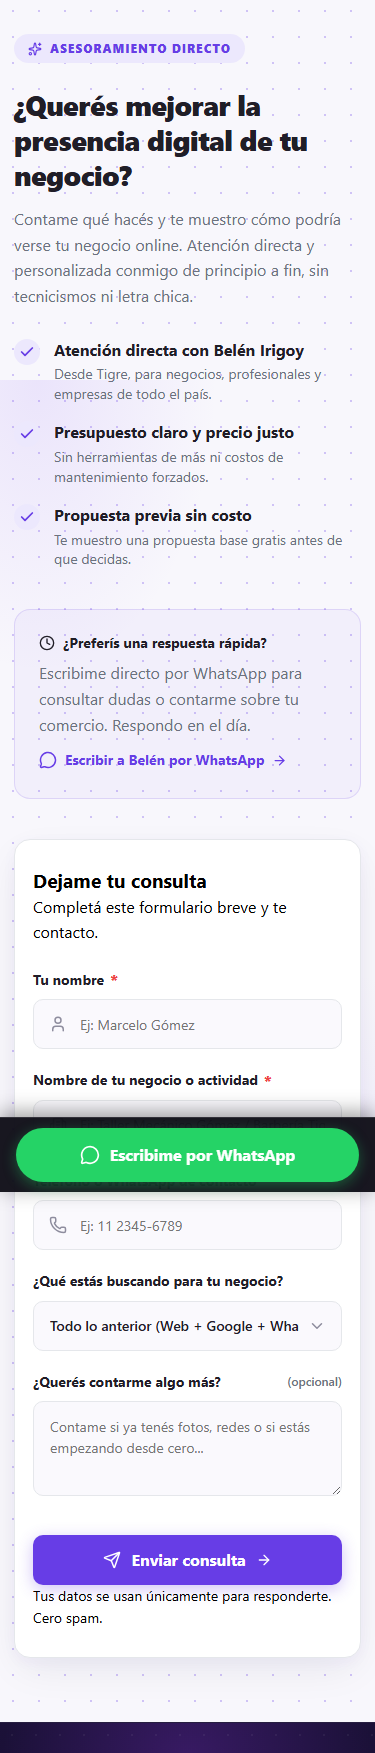 ASESORAMIENTO DIRECTO
¿Querés mejorar la
presencia digital de tu
negocio?
Contame qué hacés y te muestro cómo podría
verse tu negocio online. Atención directa y
personalizada conmigo de principio a fin, sin
tecnicismos ni letra chica.
Atención directa con Belén Irigoy
Desde Tigre, para negocios, profesionales y
empresas de todo el país.
Presupuesto claro y precio justo
Sin herramientas de más ni costos de
mantenimiento forzados.
Propuesta previa sin costo
Te muestro una propuesta base gratis antes de
que decidas.
¿Preferís una respuesta rápida?
Escribime directo por WhatsApp para
consultar dudas o contarme sobre tu
comercio. Respondo en el día.
Escribir a Belén por WhatsApp →
Dejame tu consulta
Completá este formulario breve y te
contacto.
Tu nombre *
Ej: Marcelo Gómez
Nombre de tu negocio o actividad *
Escribime por WhatsApp
Ej: 11 2345-6789
¿Qué estás buscando para tu negocio?
Todo lo anterior (Web + Google + Wha
¿Querés contarme algo más? (opcional)
Contame si ya tenés fotos, redes o si estás
empezando desde cero...
Enviar consulta →
Tus datos se usan únicamente para responderte.
Cero spam.